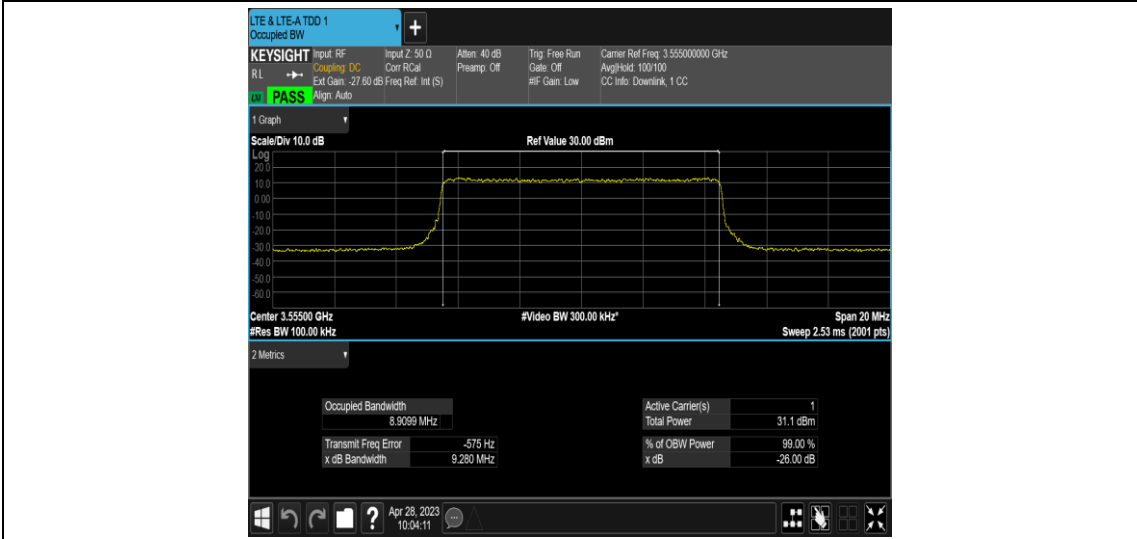 LTE & LTE-A TDD 1
Occupied BW
KEYSIGHT Input: RF Input Z: 50 Ω Atten: 40 dB Trig: Free Run Carrier Ref Freq: 3.555000000 GHz
RL Coupling: DC Corr RCal Preamp: Off Gate: Off Avg|Hold: 100/100
Ext Gain: -27.60 dB Freq Ref: Int (S) #IF Gain: Low CC Info: Downlink, 1 CC
PASS Align: Auto
1 Graph
Scale/Div 10.0 dB Ref Value 30.00 dBm
Log
20.0
10.0
0.00
-10.0
-20.0
-30.0
-40.0
-50.0
-60.0
Center 3.55500 GHz #Video BW 300.00 kHz* Span 20 MHz
#Res BW 100.00 kHz Sweep 2.53 ms (2001 pts)
2 Metrics
Occupied Bandwidth Active Carrier(s) 1
8.9099 MHz Total Power 31.1 dBm
Transmit Freq Error -575 Hz % of OBW Power 99.00 %
x dB Bandwidth 9.280 MHz x dB -26.00 dB
? Apr 28, 2023
10:04:11